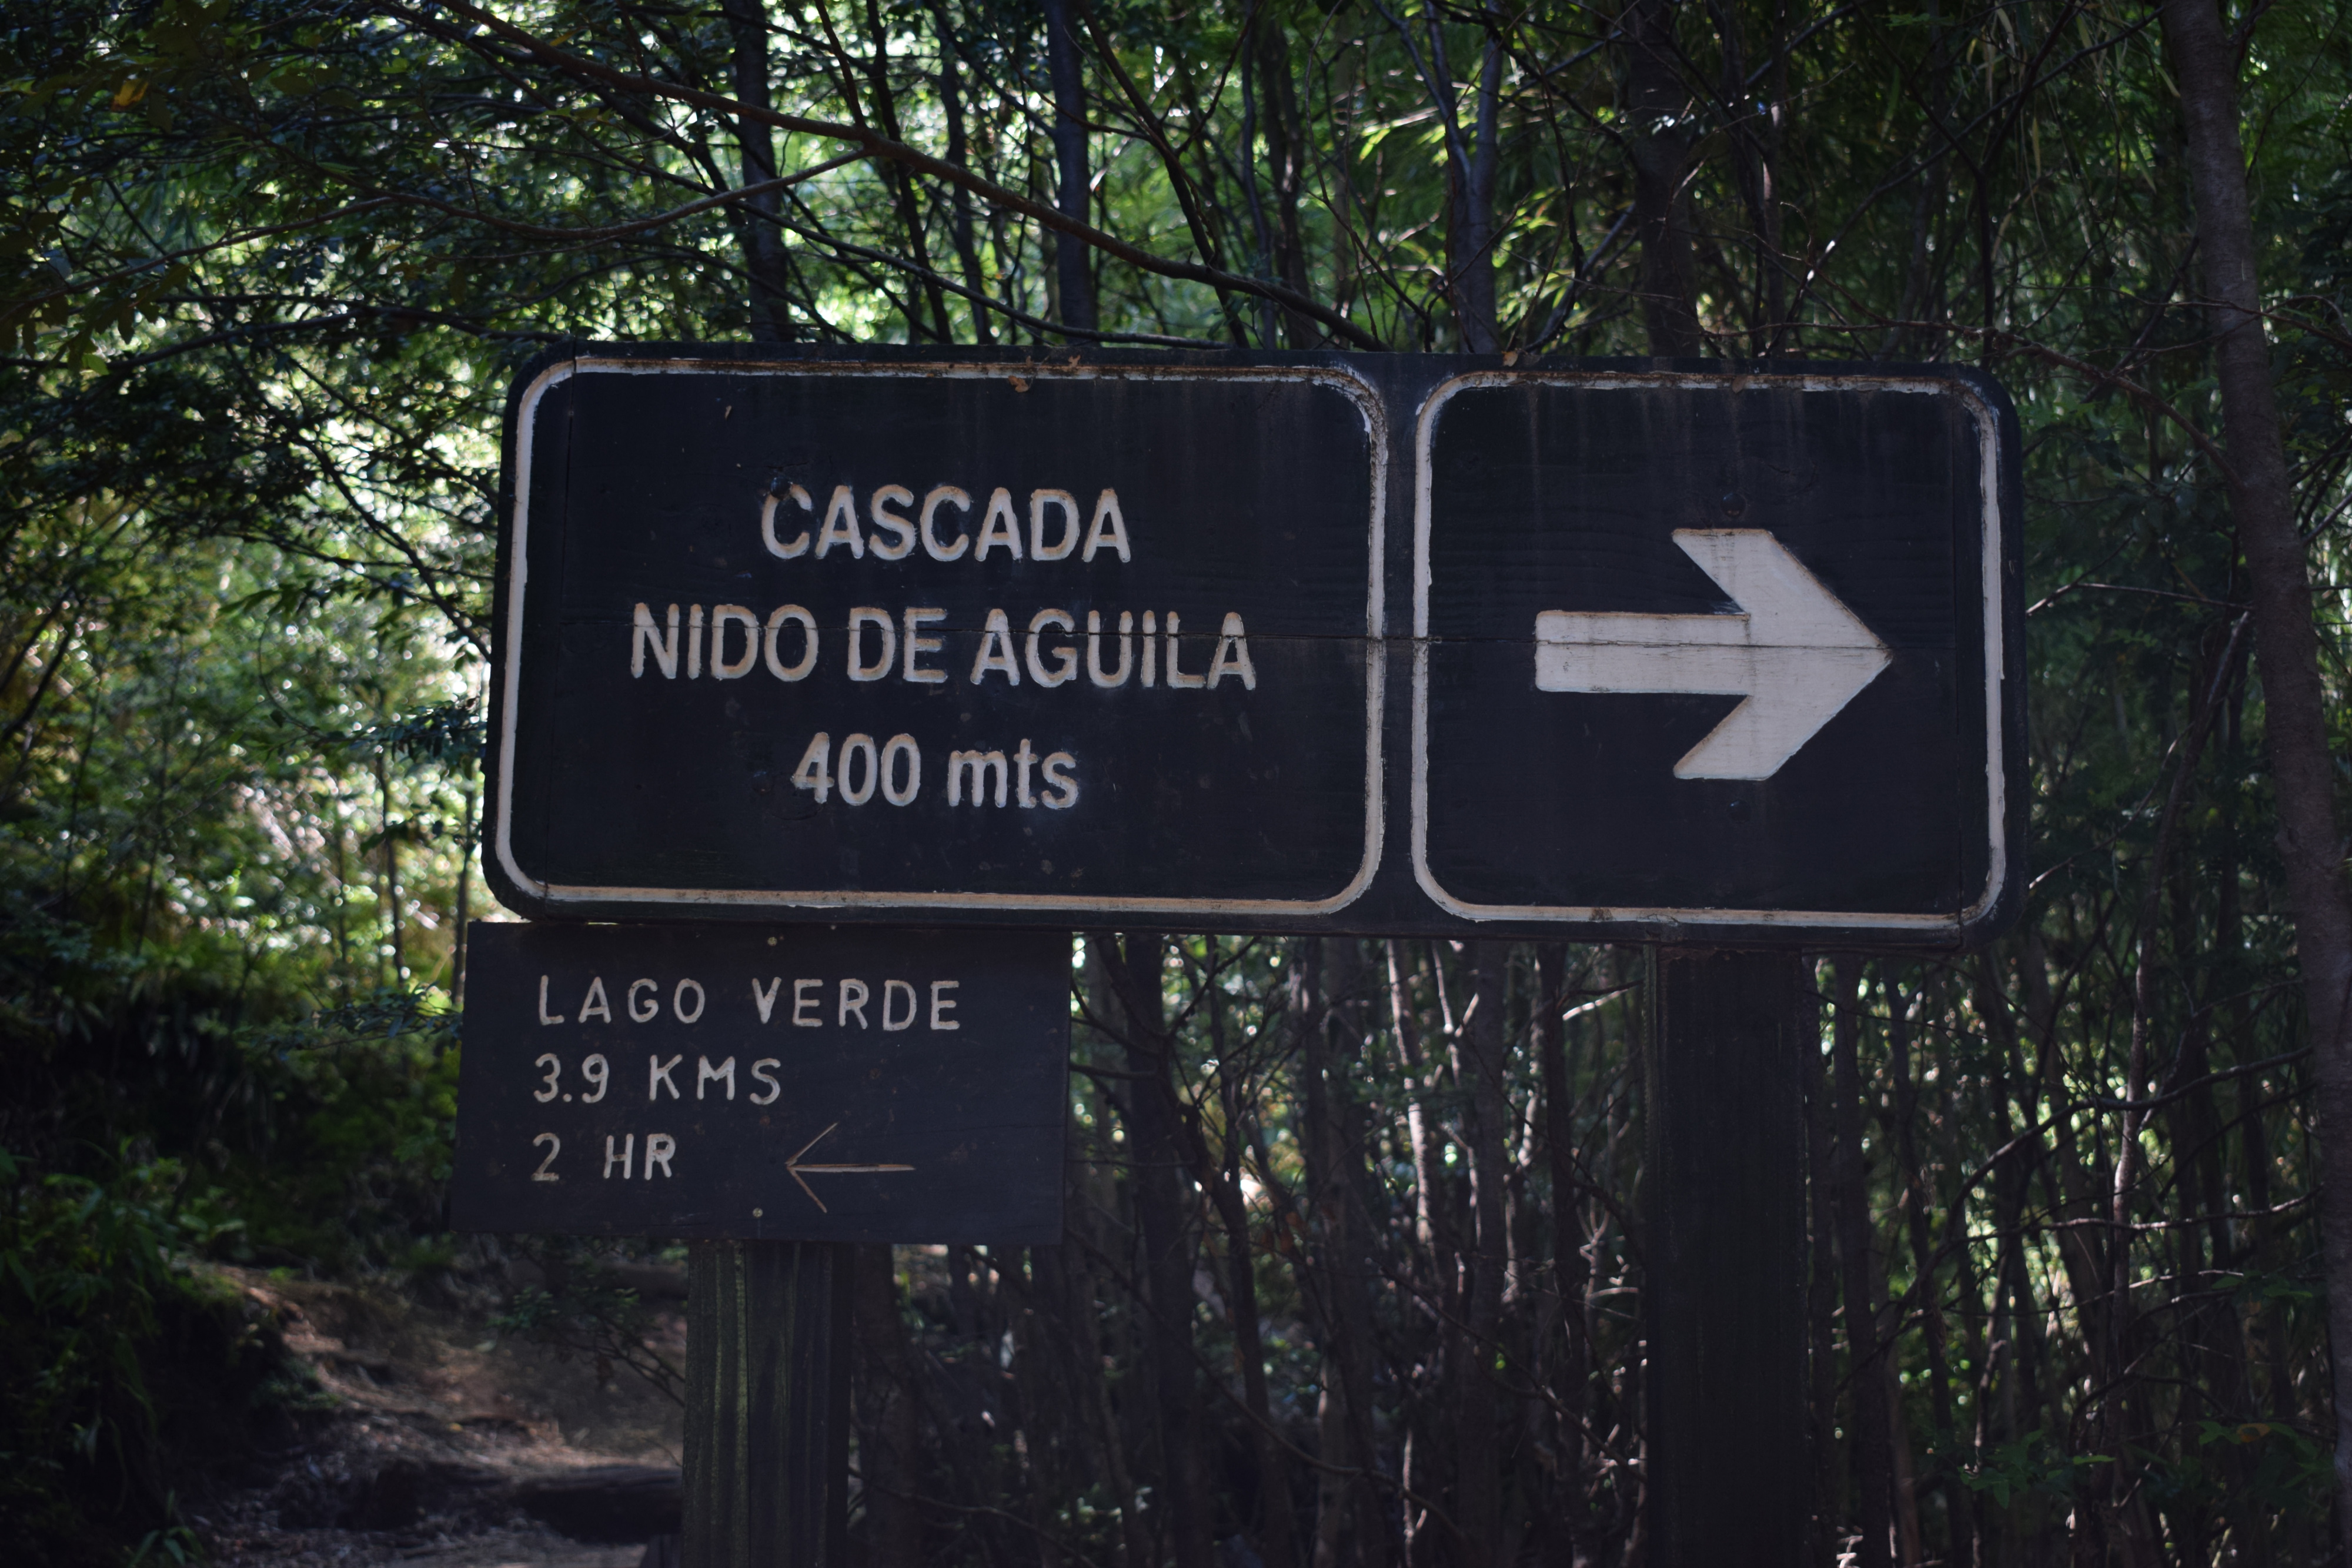 CASCADA
NIDO DE AGUILA
400 mts
LAGO VERDE
3.9 KMS
2 HR